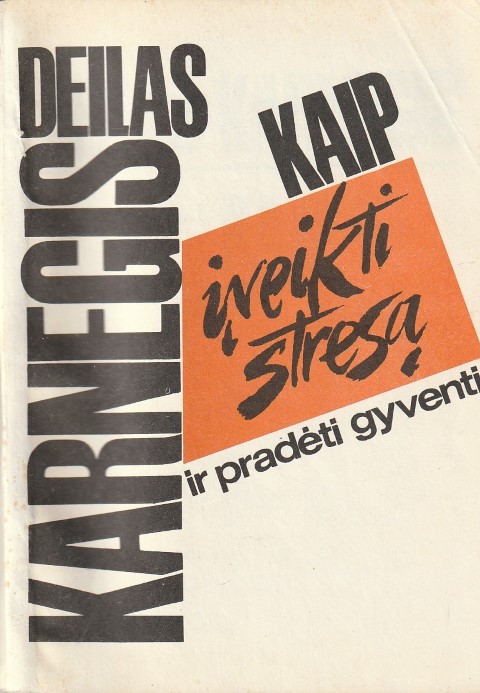 DEILAS
KARNEGIS
KAIP
įveikti
stresą
ir pradėti gyventi